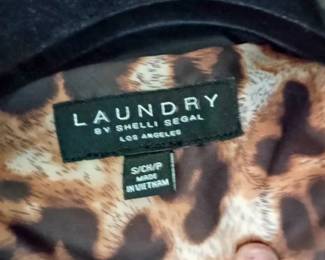 LAUNDRY
BY SHELLI SEGAL
LOS ANGELES
S/CH/P
MADE
IN VIETNAM